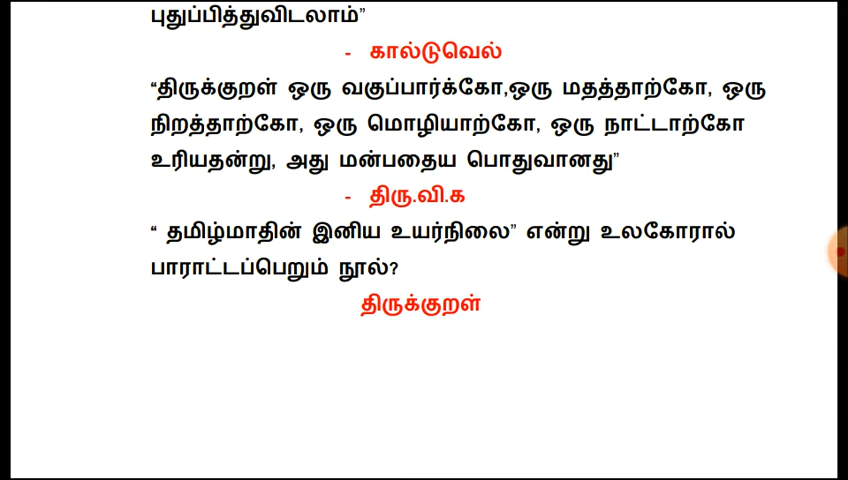 புதுப்பித்துவிடலாம்”
- கால்டுவெல்
“திருக்குறள் ஒரு வகுப்பார்க்கோ,ஒரு மதத்தாற்கோ, ஒரு
நிறத்தாற்கோ, ஒரு மொழியாற்கோ, ஒரு நாட்டாற்கோ
உரியதன்று, அது மன்பதைய பொதுவானது”
- திரு.வி.க
“ தமிழ்மாதின் இனிய உயர்நிலை” என்று உலகோரால்
பாராட்டப்பெறும் நூல்?
திருக்குறள்